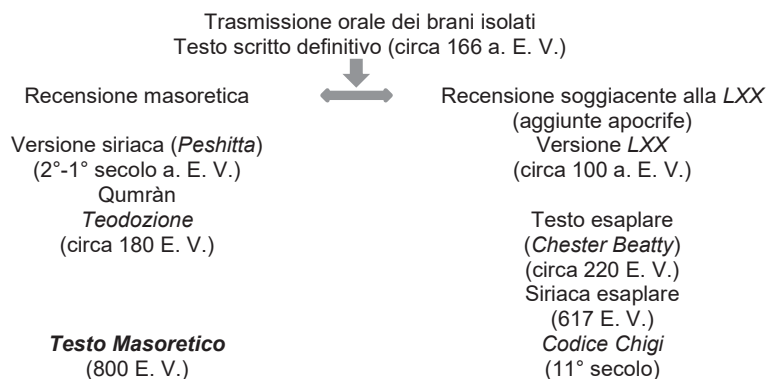 Trasmissione orale dei brani isolati
Testo scritto definitivo (circa 166 a. E. V.)
Recensione masoretica
Versione siriaca (Peshitta)
(2°-1° secolo a. E. V.)
Qumràn
Teodozione
(circa 180 E. V.)
Testo Masoretico
(800 E. V.)
Recensione soggiacente alla LXX
(aggiunte apocrife)
Versione LXX
(circa 100 a. E. V.)
Testo esaplare
(Chester Beatty)
(circa 220 E. V.)
Siriaca esaplare
(617 E. V.)
Codice Chigi
(11° secolo)